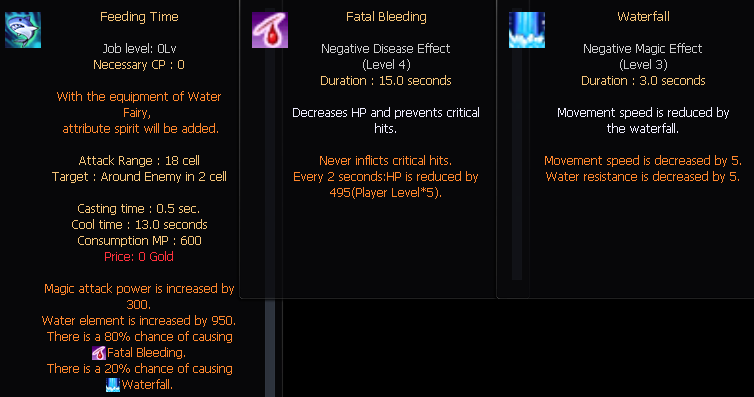 Feeding Time
Job level: 0Lv
Necessary CP : 0
With the equipment of Water
Fairy,
attribute spirit will be added.
Attack Range : 18 cell
Target : Around Enemy in 2 cell
Casting time : 0.5 sec.
Cool time : 13.0 seconds
Consumption MP : 600
Price: 0 Gold
Magic attack power is increased by
300.
Water element is increased by 950.
There is a 80% chance of causing
Fatal Bleeding.
There is a 20% chance of causing
Waterfall.
Fatal Bleeding
Negative Disease Effect
(Level 4)
Duration : 15.0 seconds
Decreases HP and prevents critical
hits.
Never inflicts critical hits.
Every 2 seconds:HP is reduced by
495(Player Level*5).
Waterfall
Negative Magic Effect
(Level 3)
Duration : 3.0 seconds
Movement speed is reduced by
the waterfall.
Movement speed is decreased by 5.
Water resistance is decreased by 5.